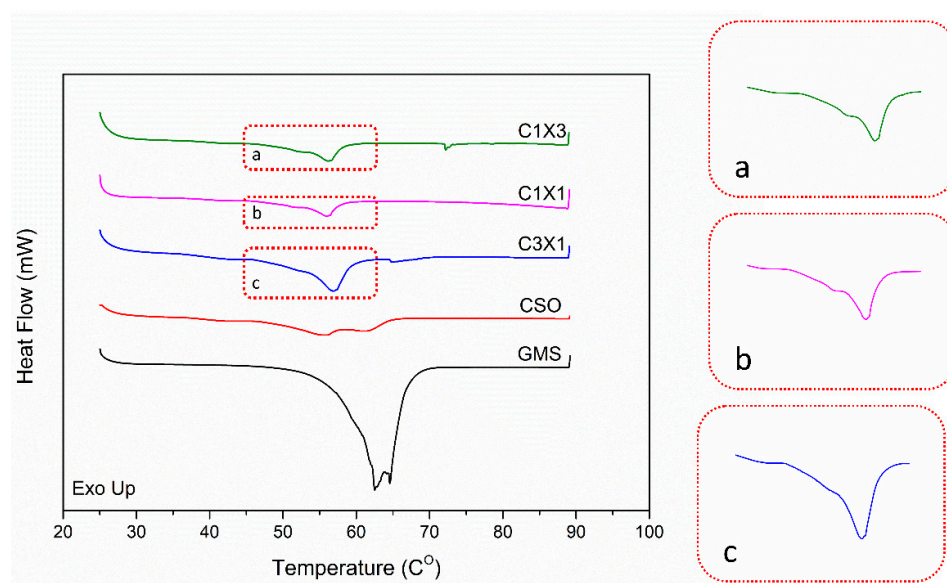 C1X3
a
C1X1
b
C3X1
c
CSO
GMS
Exo Up
Heat Flow (mW)
20 30 40 50 60 70 80 90 100
Temperature (C⁰)
a
b
c